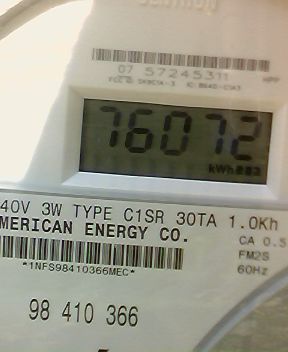 CENTRON
07 57245311
76072
kWh
40V 3W TYPE C1SR 30TA 1.0Kh
MERICAN ENERGY CO.
CA 0.5
*1NFS98410366MEC*
FM2S
60Hz
98 410 366